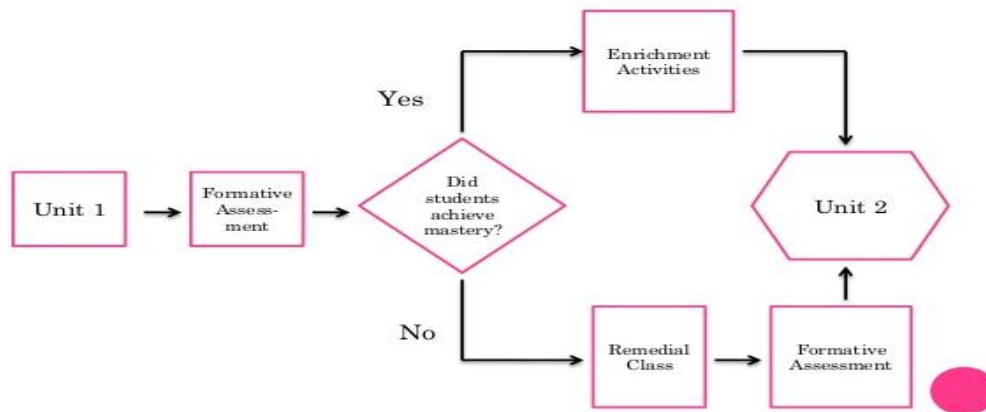 Enrichment
Activities
Yes
Unit 1
Formative
Assess-
ment
Did
students
achieve
mastery?
Unit 2
No
Remedial
Class
Formative
Assessment